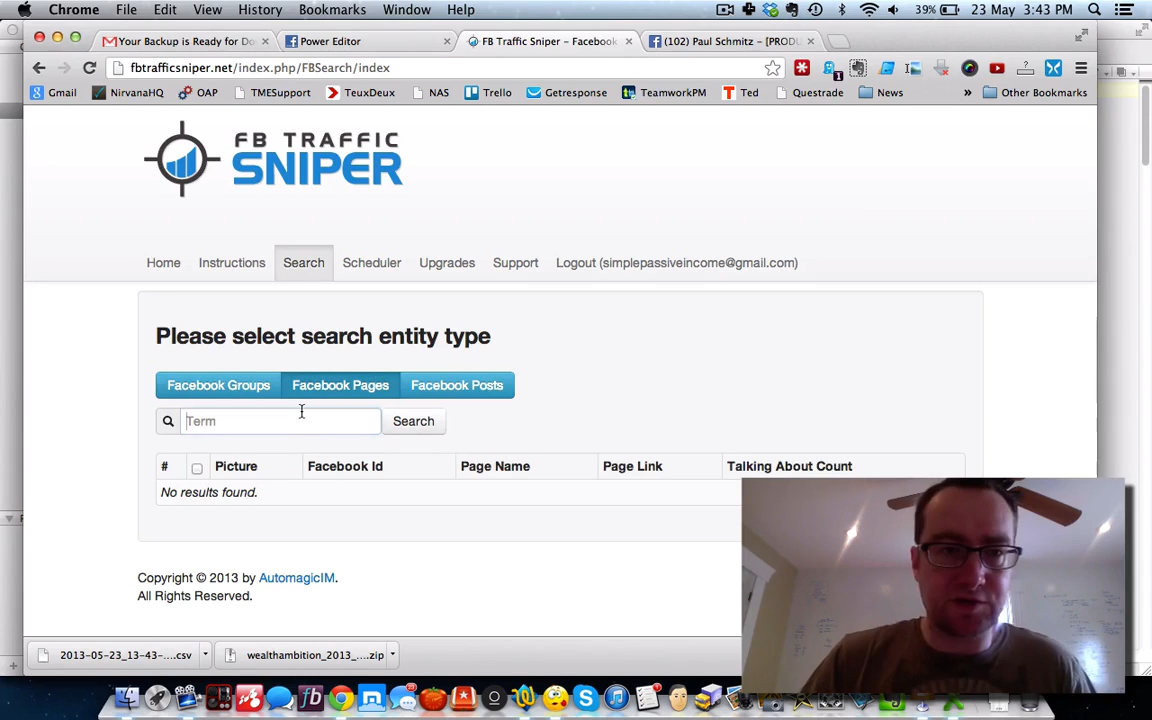 Chrome File Edit View History Bookmarks Window Help 39% 23 May 3:43 PM
Your Backup is Ready for Do Power Editor FB Traffic Sniper – Facebook (102) Paul Schmitz - [PRODU
fbtrafficsniper.net/index.php/FBSearch/index
Gmail NirvanaHQ OAP TMESupport TeuxDeux NAS Trello Getresponse TeamworkPM Ted Questrade News » Other Bookmarks
FB TRAFFIC
SNIPER
Home Instructions Search Scheduler Upgrades Support Logout (simplepassiveincome@gmail.com)
Please select search entity type
Facebook Groups Facebook Pages Facebook Posts
Term Search
# Picture Facebook Id Page Name Page Link Talking About Count
No results found.
Copyright © 2013 by AutomagicIM.
All Rights Reserved.
2013-05-23_13-43-....csv wealthambition_2013_....zip